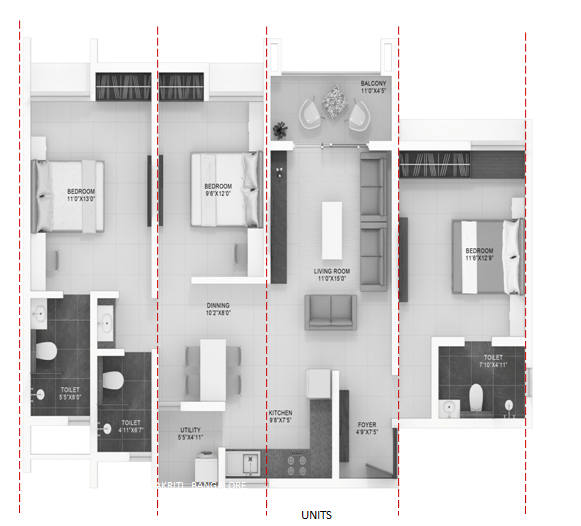 BALCONY
11'0"X4'5"
BEDROOM
11'0"X13'0"
BEDROOM
9'6"X12'0"
BEDROOM
11'6"X12'9"
LIVING ROOM
11'0"X15'0"
DINNING
10'2"X8'0"
TOILET
7'10"X4'11"
TOILET
5'5"X8'0"
TOILET
4'11"X6'7"
UTILITY
5'5"X4'11"
KITCHEN
9'8"X7'5"
FOYER
4'9"X7'5"
AKRITI, BANGALORE
UNITS